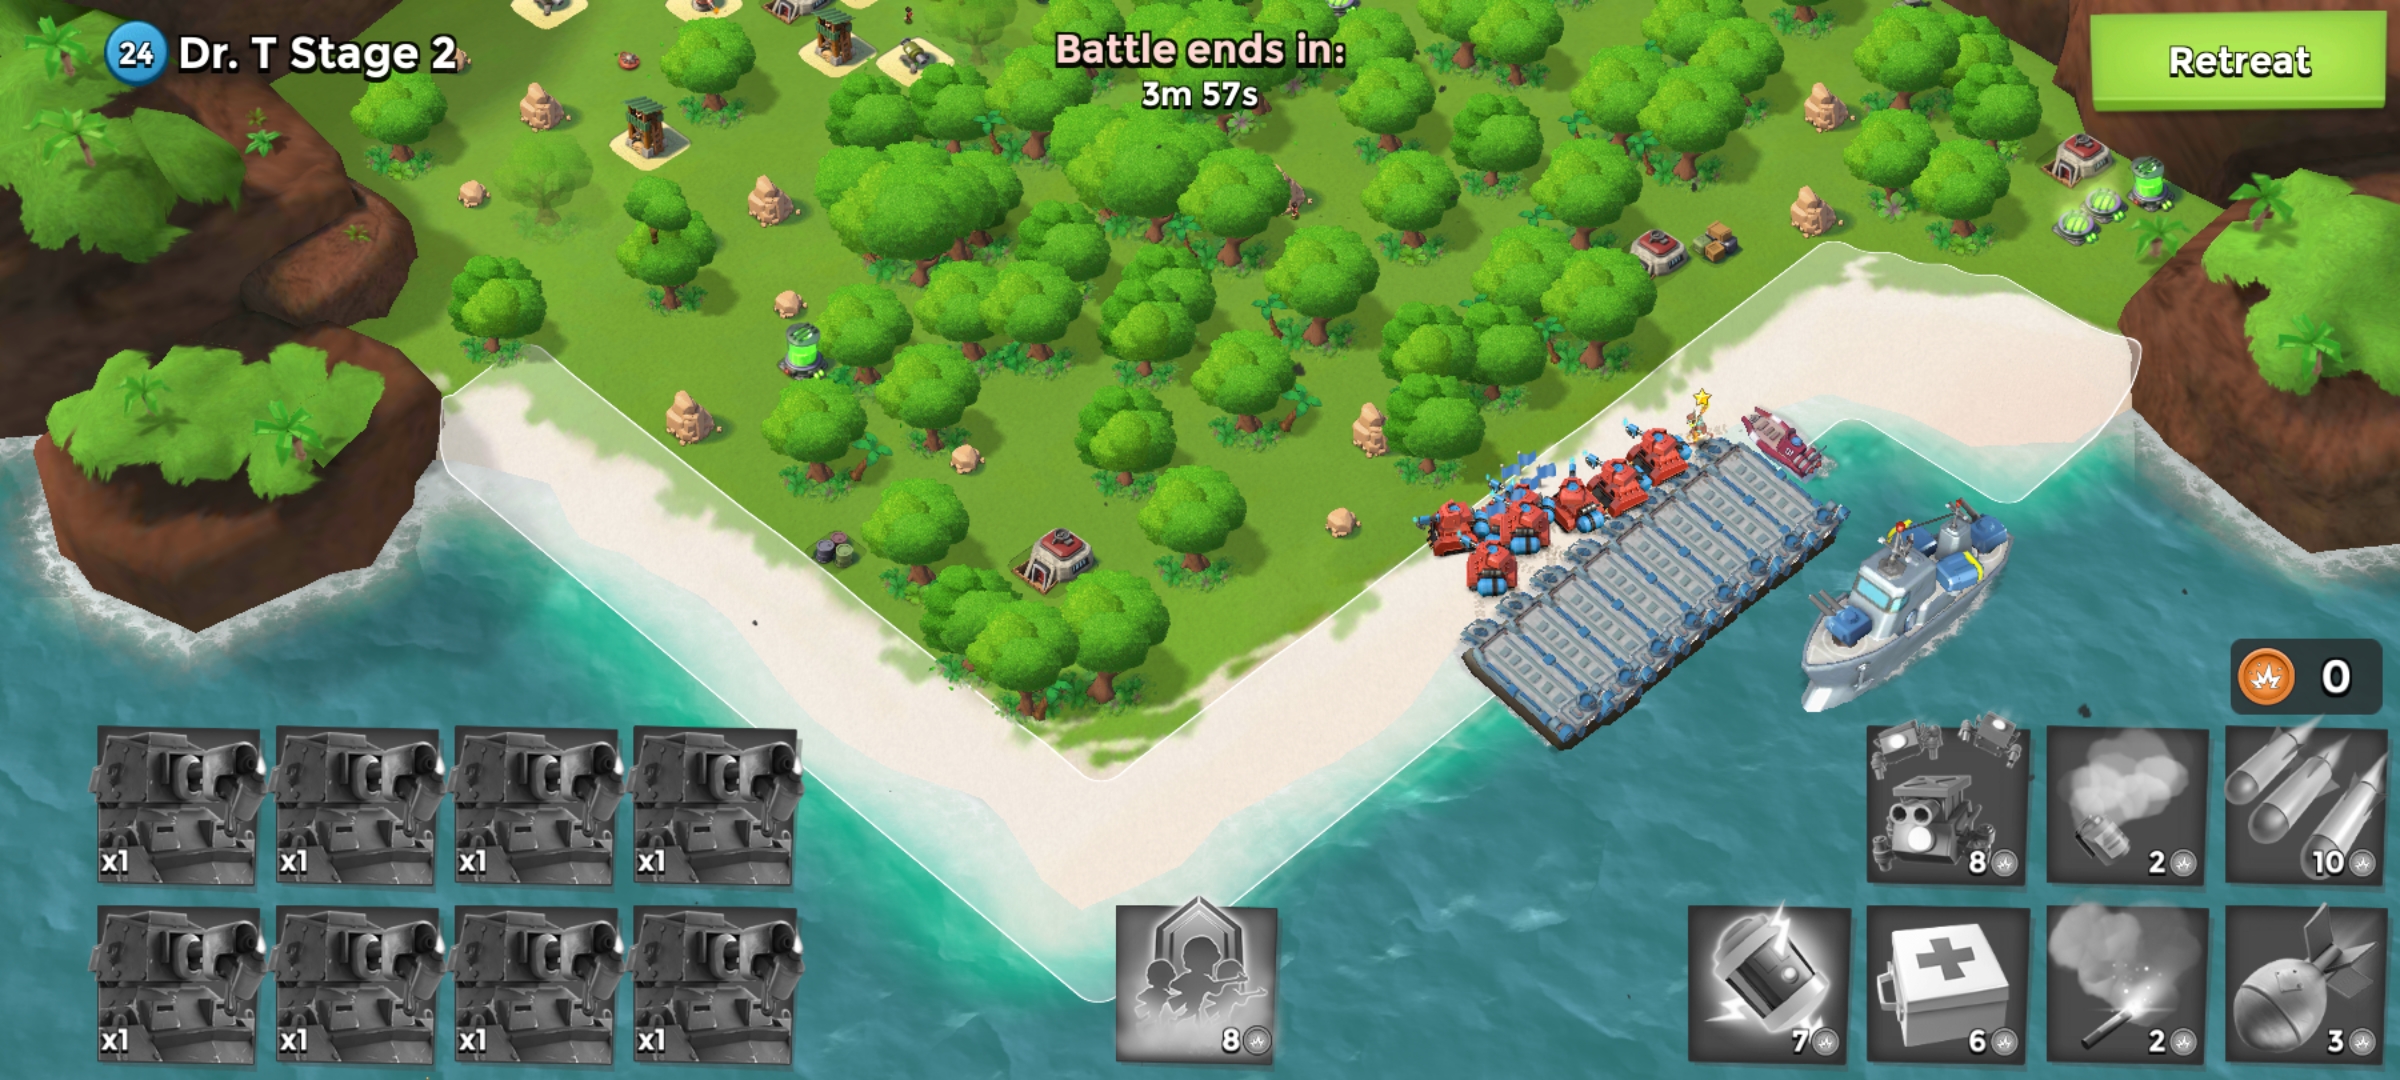 24 Dr. T Stage 2
Battle ends in:
3m 57s
Retreat
0
x1 x1 x1 x1
8 2 10
x1 x1 x1 x1
8
7 6 2 3